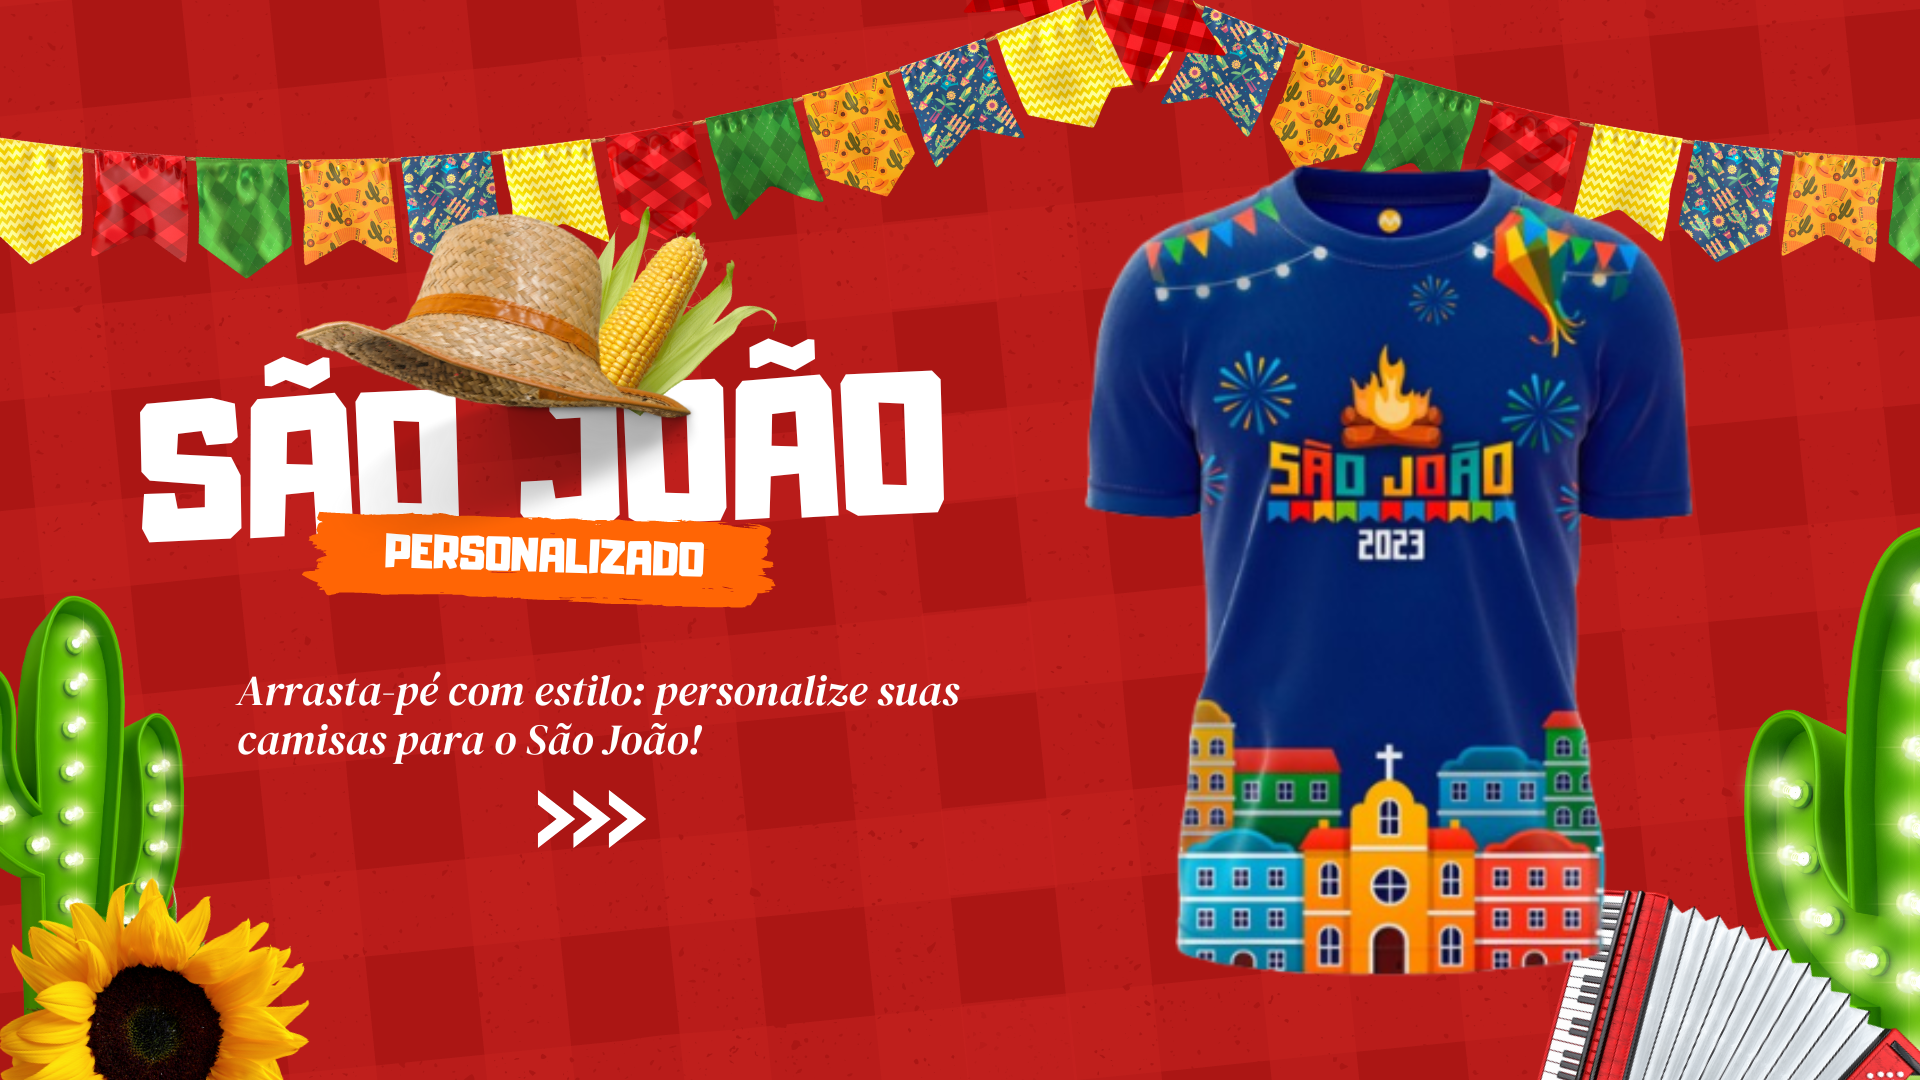 SÃO JOÃO
PERSONALIZADO
Arrasta-pé com estilo: personalize suas
camisas para o São João!
SÃO JOÃO
2023